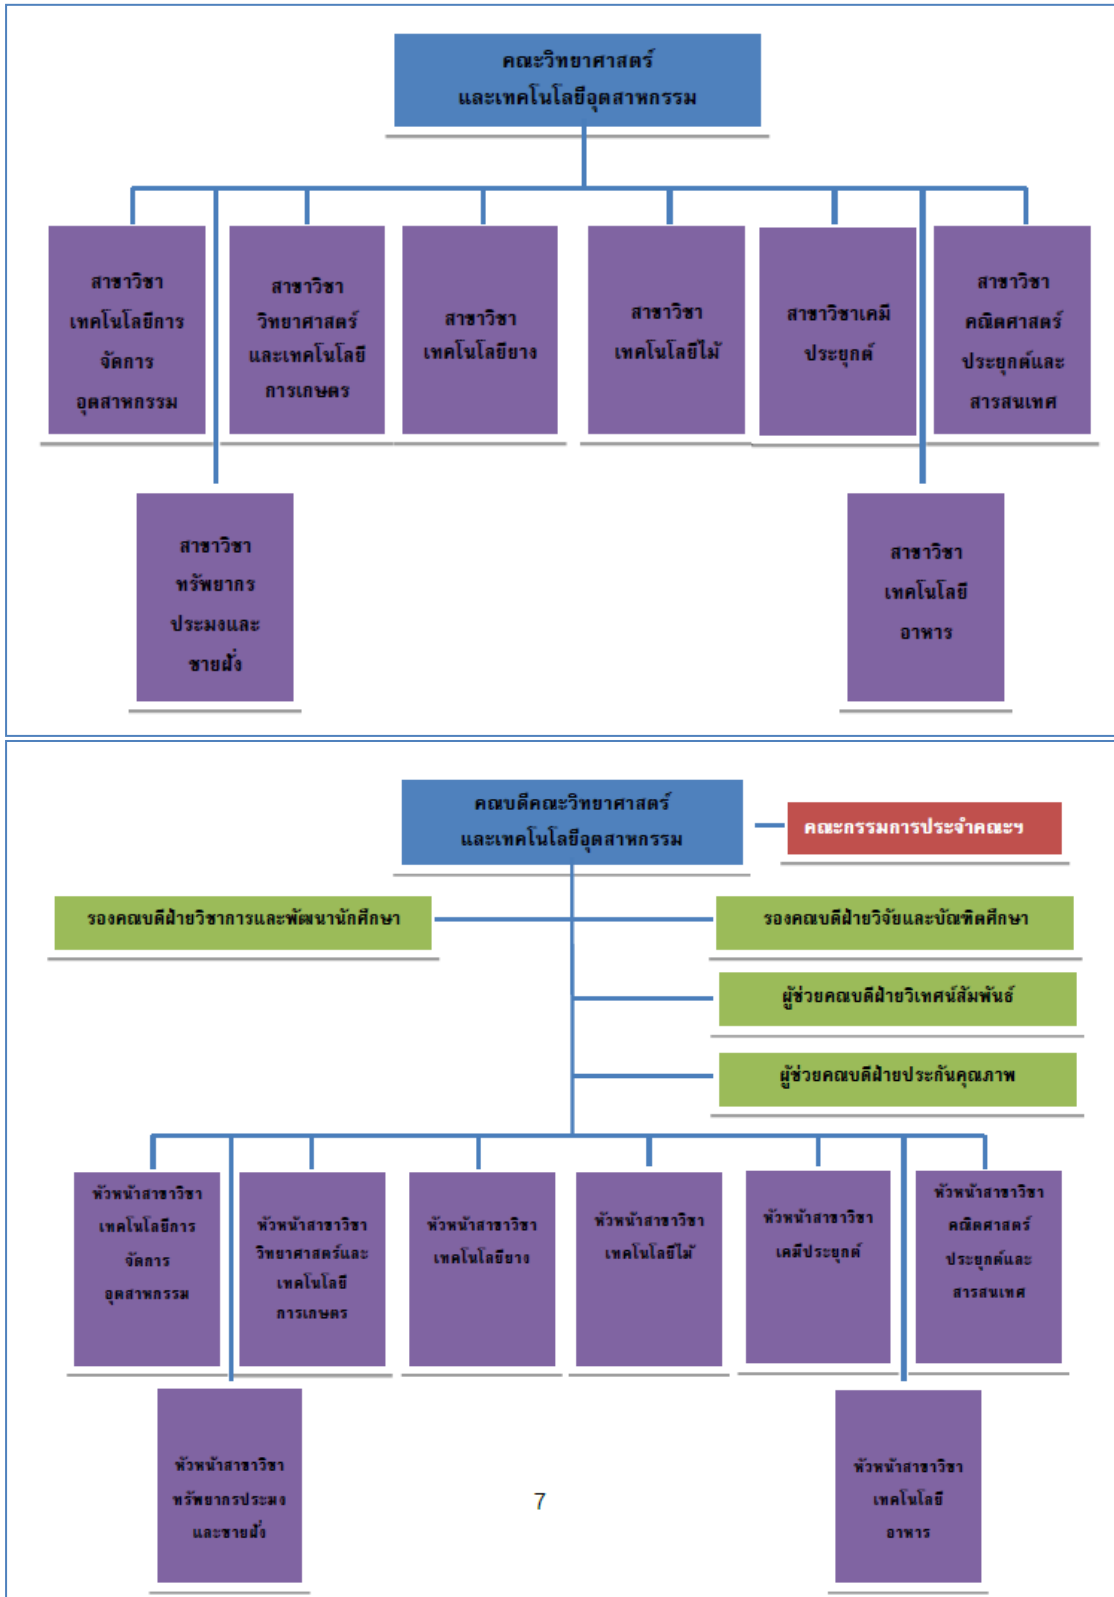 คณะวิทยาศาสตร์
และเทคโนโลยีอุตสาหกรรม
สาขาวิชา
เทคโนโลยีการ
จัดการ
อุตสาหกรรม
สาขาวิชา
วิทยาศาสตร์
และเทคโนโลยี
การเกษตร
สาขาวิชา
เทคโนโลยียาง
สาขาวิชา
เทคโนโลยีไม้
สาขาวิชาเคมี
ประยุกต์
สาขาวิชา
คณิตศาสตร์
ประยุกต์และ
สารสนเทศ
สาขาวิชา
ทรัพยากร
ประมงและ
ชายฝั่ง
สาขาวิชา
เทคโนโลยี
อาหาร
คณบดีคณะวิทยาศาสตร์
และเทคโนโลยีอุตสาหกรรม
คณะกรรมการประจำคณะฯ
รองคณบดีฝ่ายวิชาการและพัฒนานักศึกษา
รองคณบดีฝ่ายวิจัยและบัณฑิตศึกษา
ผู้ช่วยคณบดีฝ่ายวิเทศน์สัมพันธ์
ผู้ช่วยคณบดีฝ่ายประกันคุณภาพ
หัวหน้าสาขาวิชา
เทคโนโลยีการ
จัดการ
อุตสาหกรรม
หัวหน้าสาขาวิชา
วิทยาศาสตร์และ
เทคโนโลยี
การเกษตร
หัวหน้าสาขาวิชา
เทคโนโลยียาง
หัวหน้าสาขาวิชา
เทคโนโลยีไม้
หัวหน้าสาขาวิชา
เคมีประยุกต์
หัวหน้าสาขาวิชา
คณิตศาสตร์
ประยุกต์และ
สารสนเทศ
หัวหน้าสาขาวิชา
ทรัพยากรประมง
และชายฝั่ง
7
หัวหน้าสาขาวิชา
เทคโนโลยี
อาหาร